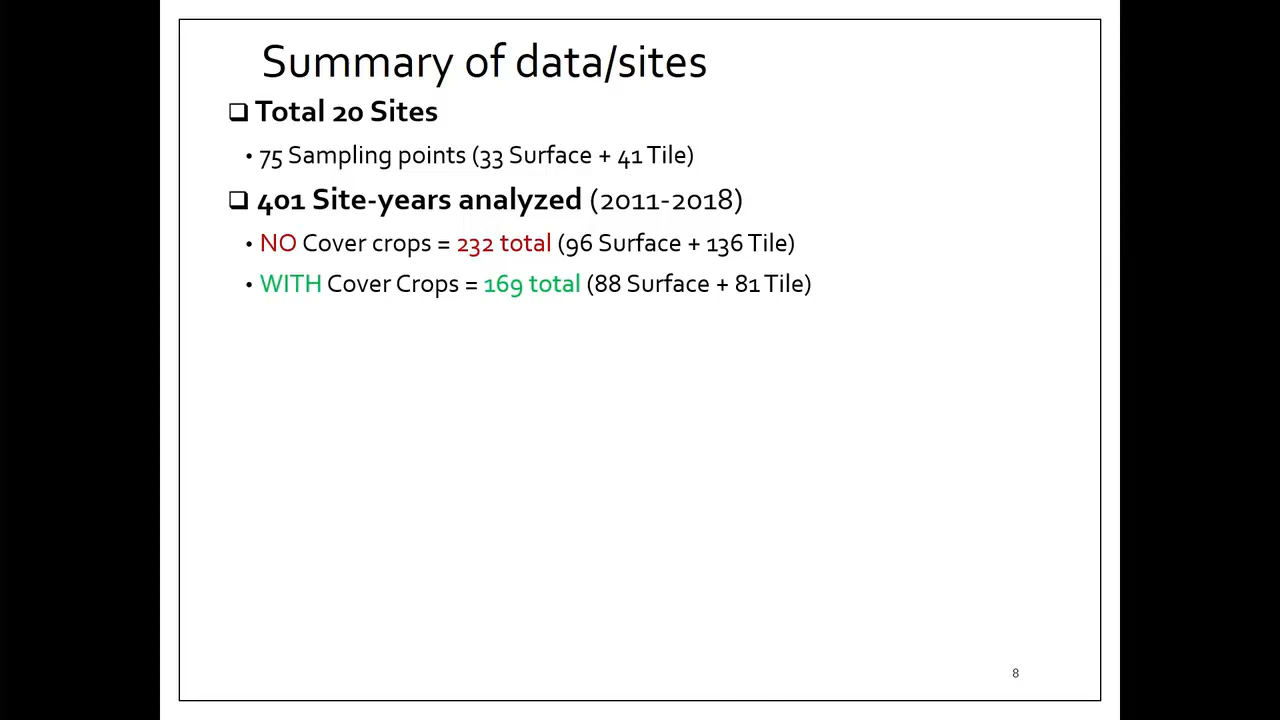 Summary of data/sites
❑ Total 20 Sites
• 75 Sampling points (33 Surface + 41 Tile)
❑ 401 Site-years analyzed (2011-2018)
• NO Cover crops = 232 total (96 Surface + 136 Tile)
• WITH Cover Crops = 169 total (88 Surface + 81 Tile)
8